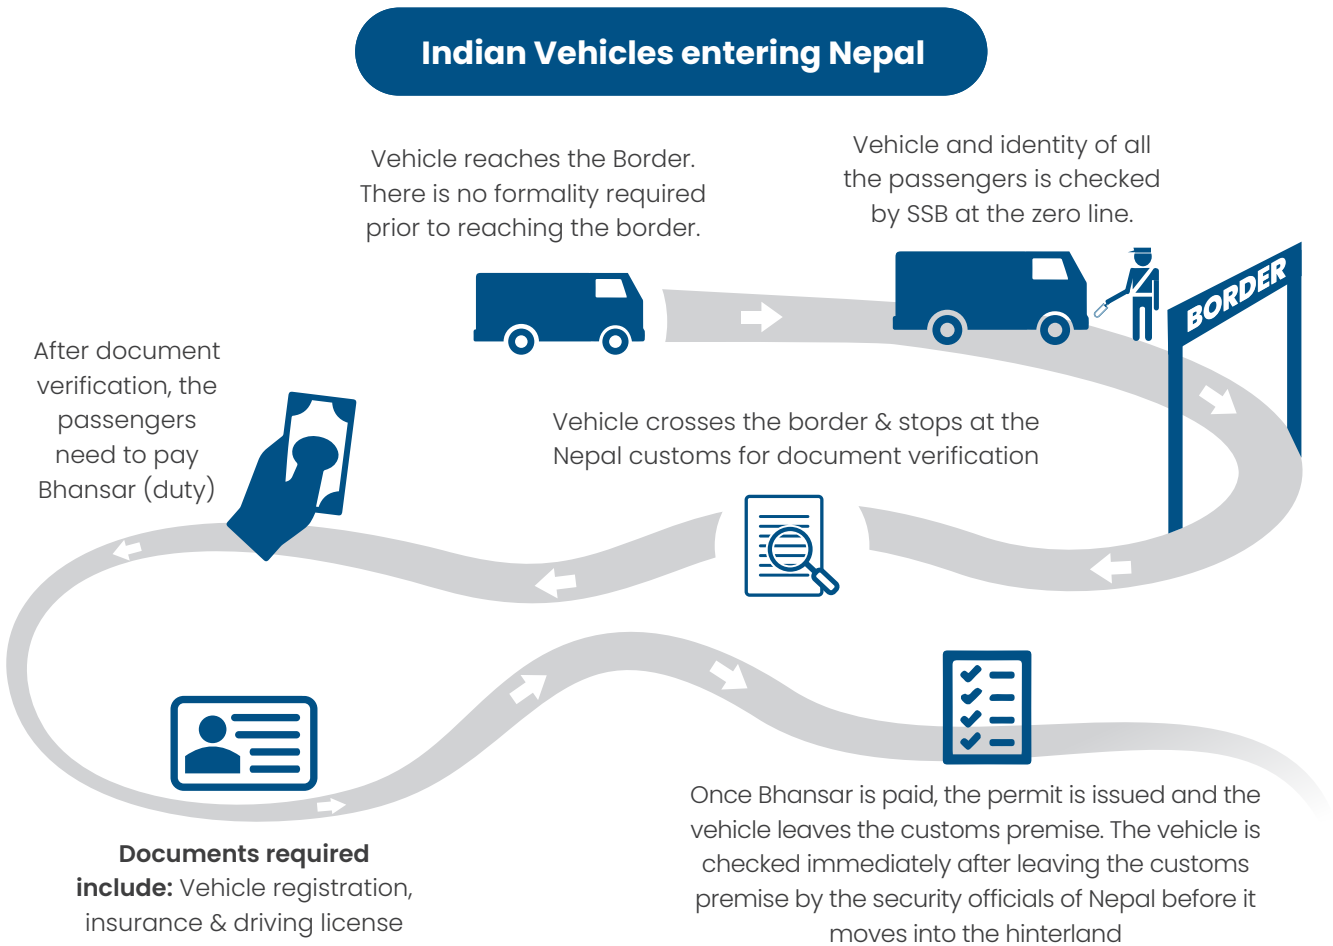 Indian Vehicles entering Nepal
Vehicle reaches the Border.
There is no formality required
prior to reaching the border.
Vehicle and identity of all
the passengers is checked
by SSB at the zero line.
BORDER
Vehicle crosses the border & stops at the
Nepal customs for document verification
After document
verification, the
passengers
need to pay
Bhansar (duty)
Documents required
include: Vehicle registration,
insurance & driving license
Once Bhansar is paid, the permit is issued and the
vehicle leaves the customs premise. The vehicle is
checked immediately after leaving the customs
premise by the security officials of Nepal before it
moves into the hinterland